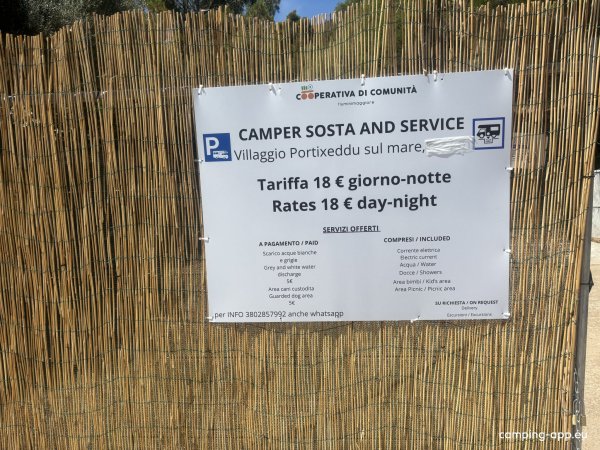 COOPERATIVA DI COMUNITÀ
CAMPER SOSTA AND SERVICE
P
Villaggio Portixeddu sul mare,
Tariffa 18 € giorno-notte
Rates 18 € day-night
SERVIZI OFFERTI
A PAGAMENTO / PAID
Scarico acque bianche
e grigie
Grey and white water
discharge
5€
Area cani custodita
Guarded dog area
5€
COMPRESI / INCLUDED
Corrente elettrica
Electric current
Acqua / Water
Docce / Showers
Area bimbi / Kid's area
Area Picnic / Picnic area
SU RICHIESTA / ON REQUEST
Delivery
Escursioni / Excursions
per INFO 3802857992 anche whatsapp
camping-app.eu